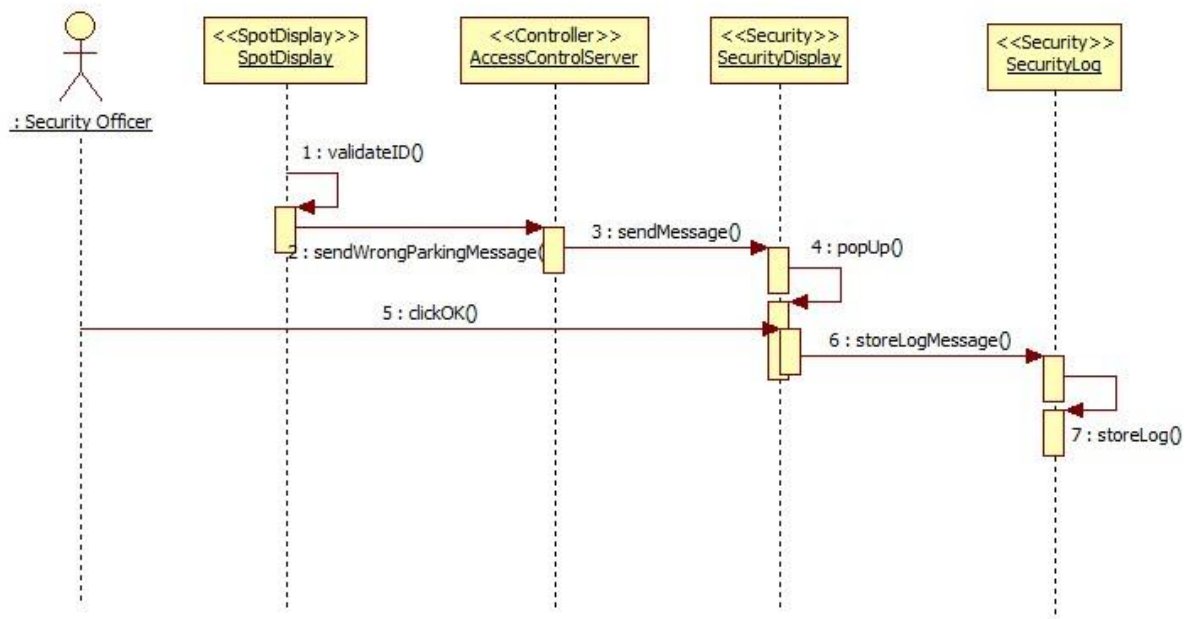 <<SpotDisplay>>
SpotDisplay
<<Controller>>
AccessControlServer
<<Security>>
SecurityDisplay
<<Security>>
SecurityLog
: Security Officer
1 : validateID()
2 : sendWrongParkingMessage(
3 : sendMessage()
4 : popUp()
5 : clickOK()
6 : storeLogMessage()
7 : storeLog()